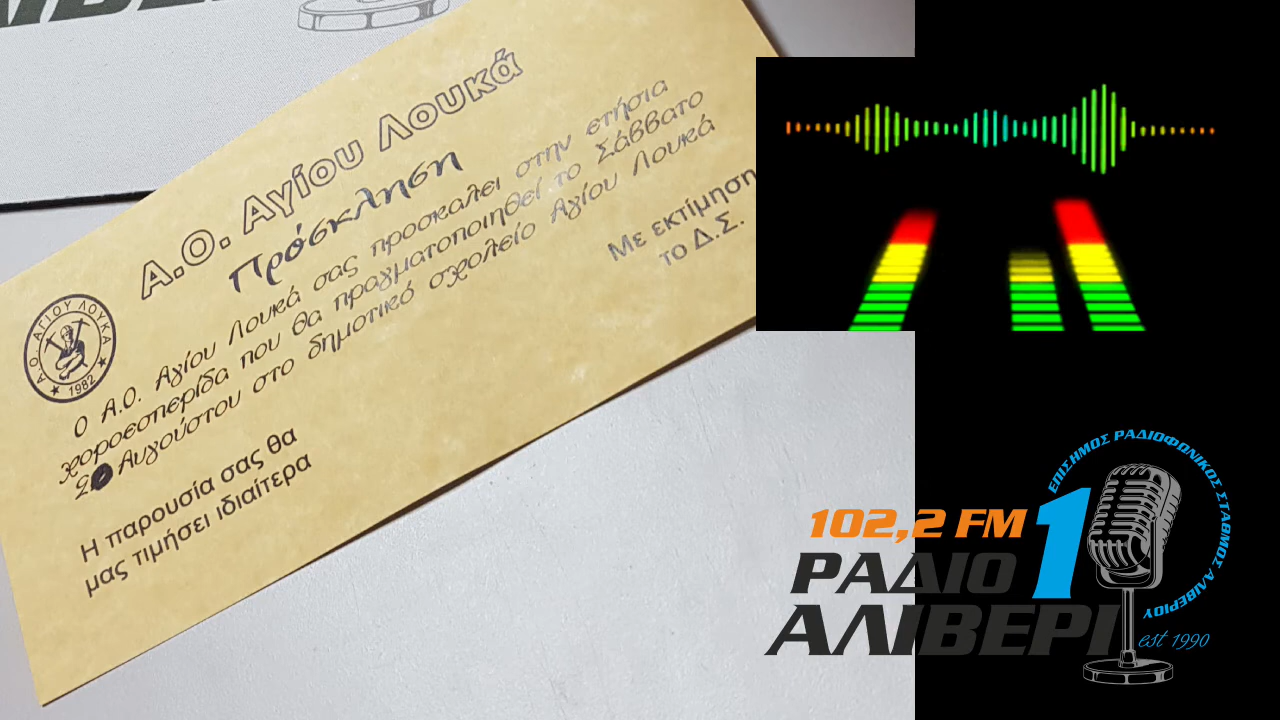 ΙΒΕΡΙ
Α.Ο. Αγίου Λουκά
Πρόσκληση
Ο Α.Ο. Αγίου Λουκά σας προσκαλεί στην ετήσια
χοροεσπερίδα που θα πραγματοποιηθεί το Σάββατο
20 Αυγούστου στο δημοτικό σχολείο Αγίου Λουκά
Με εκτίμηση
το Δ.Σ.
Η παρουσία σας θα
μας τιμήσει ιδιαίτερα
Α.Ο. ΑΓΙΟΥ ΛΟΥΚΑ
1982
ΕΠΙΣΗΜΟΣ ΡΑΔΙΟΦΩΝΙΚΟΣ ΣΤΑΘΜΟΣ ΑΛΙΒΕΡΙΟΥ
102,2 FM
ΡΑΔΙΟ 1
ΑΛΙΒΕΡΙ
est 1990